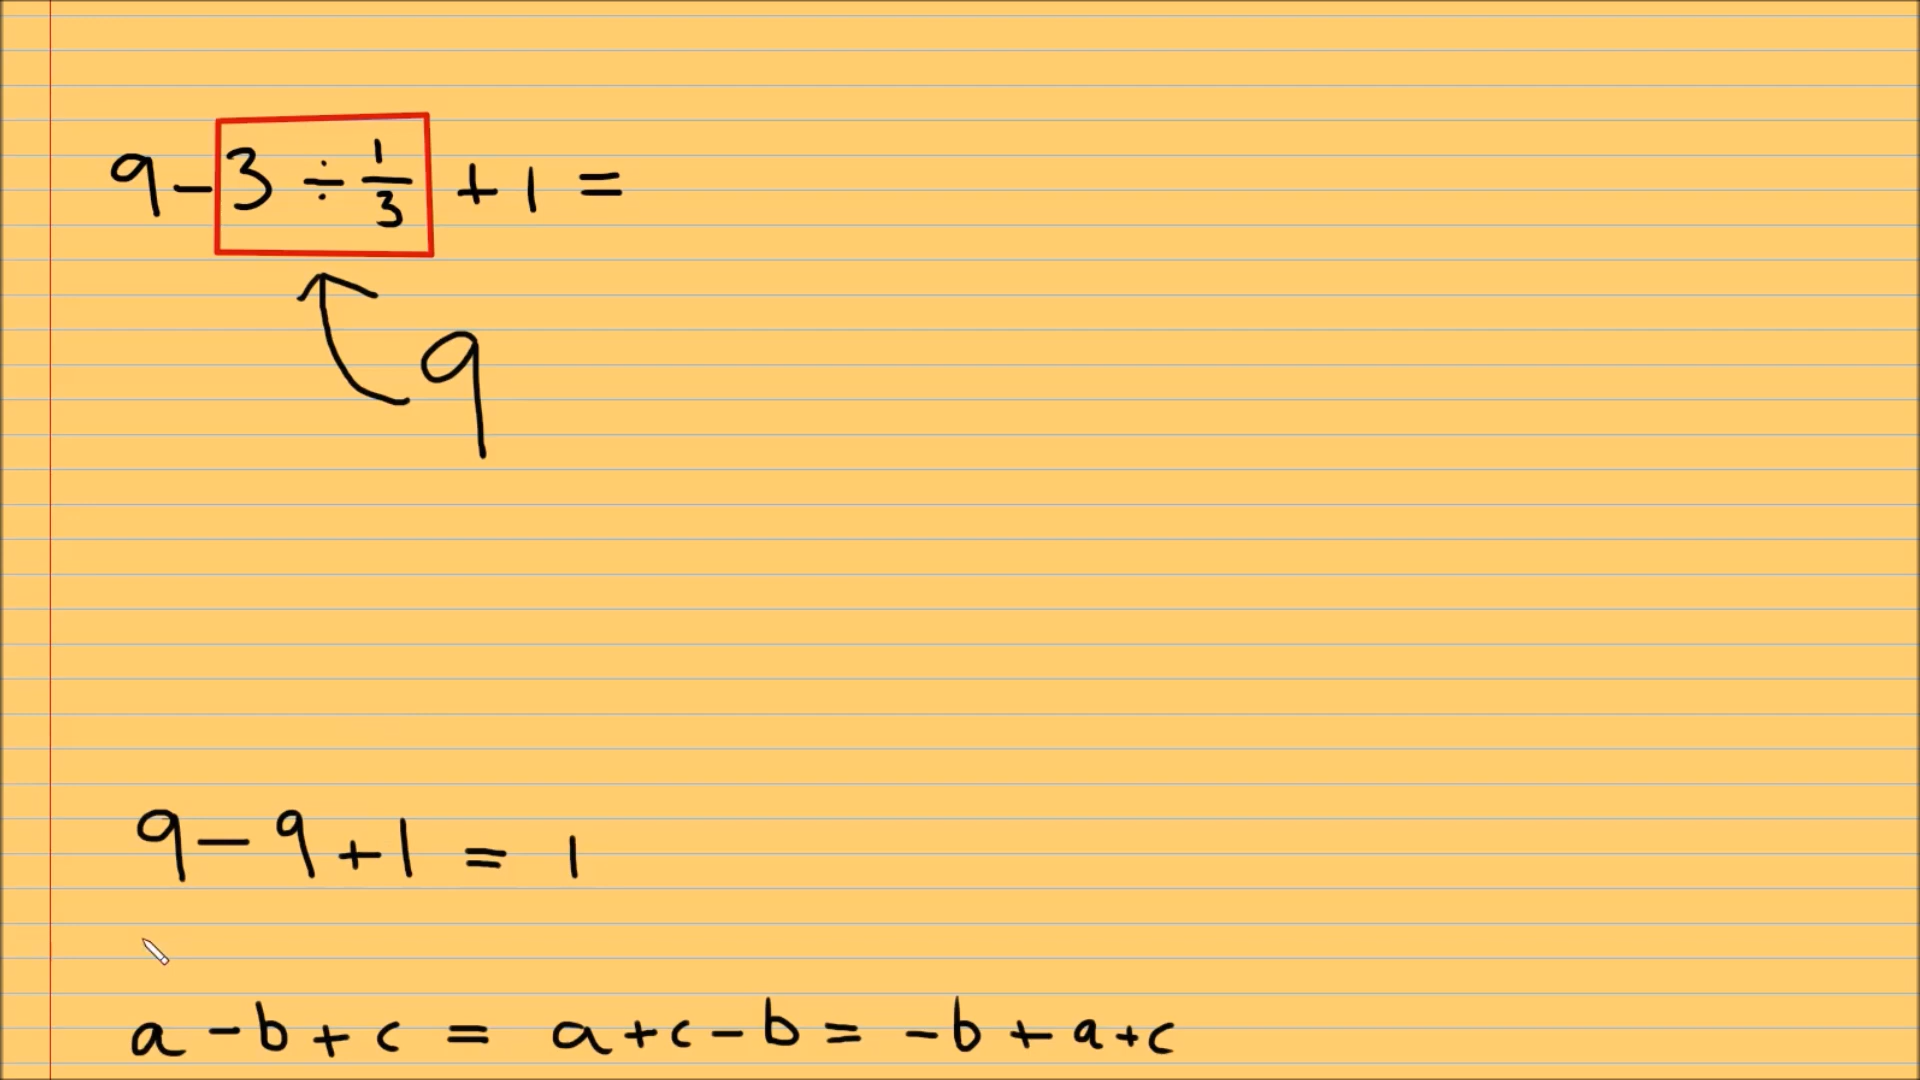 9 - 3 ÷ 1/3 + 1 =
9
9 - 9 + 1 = 1
a - b + c = a + c - b = - b + a + c